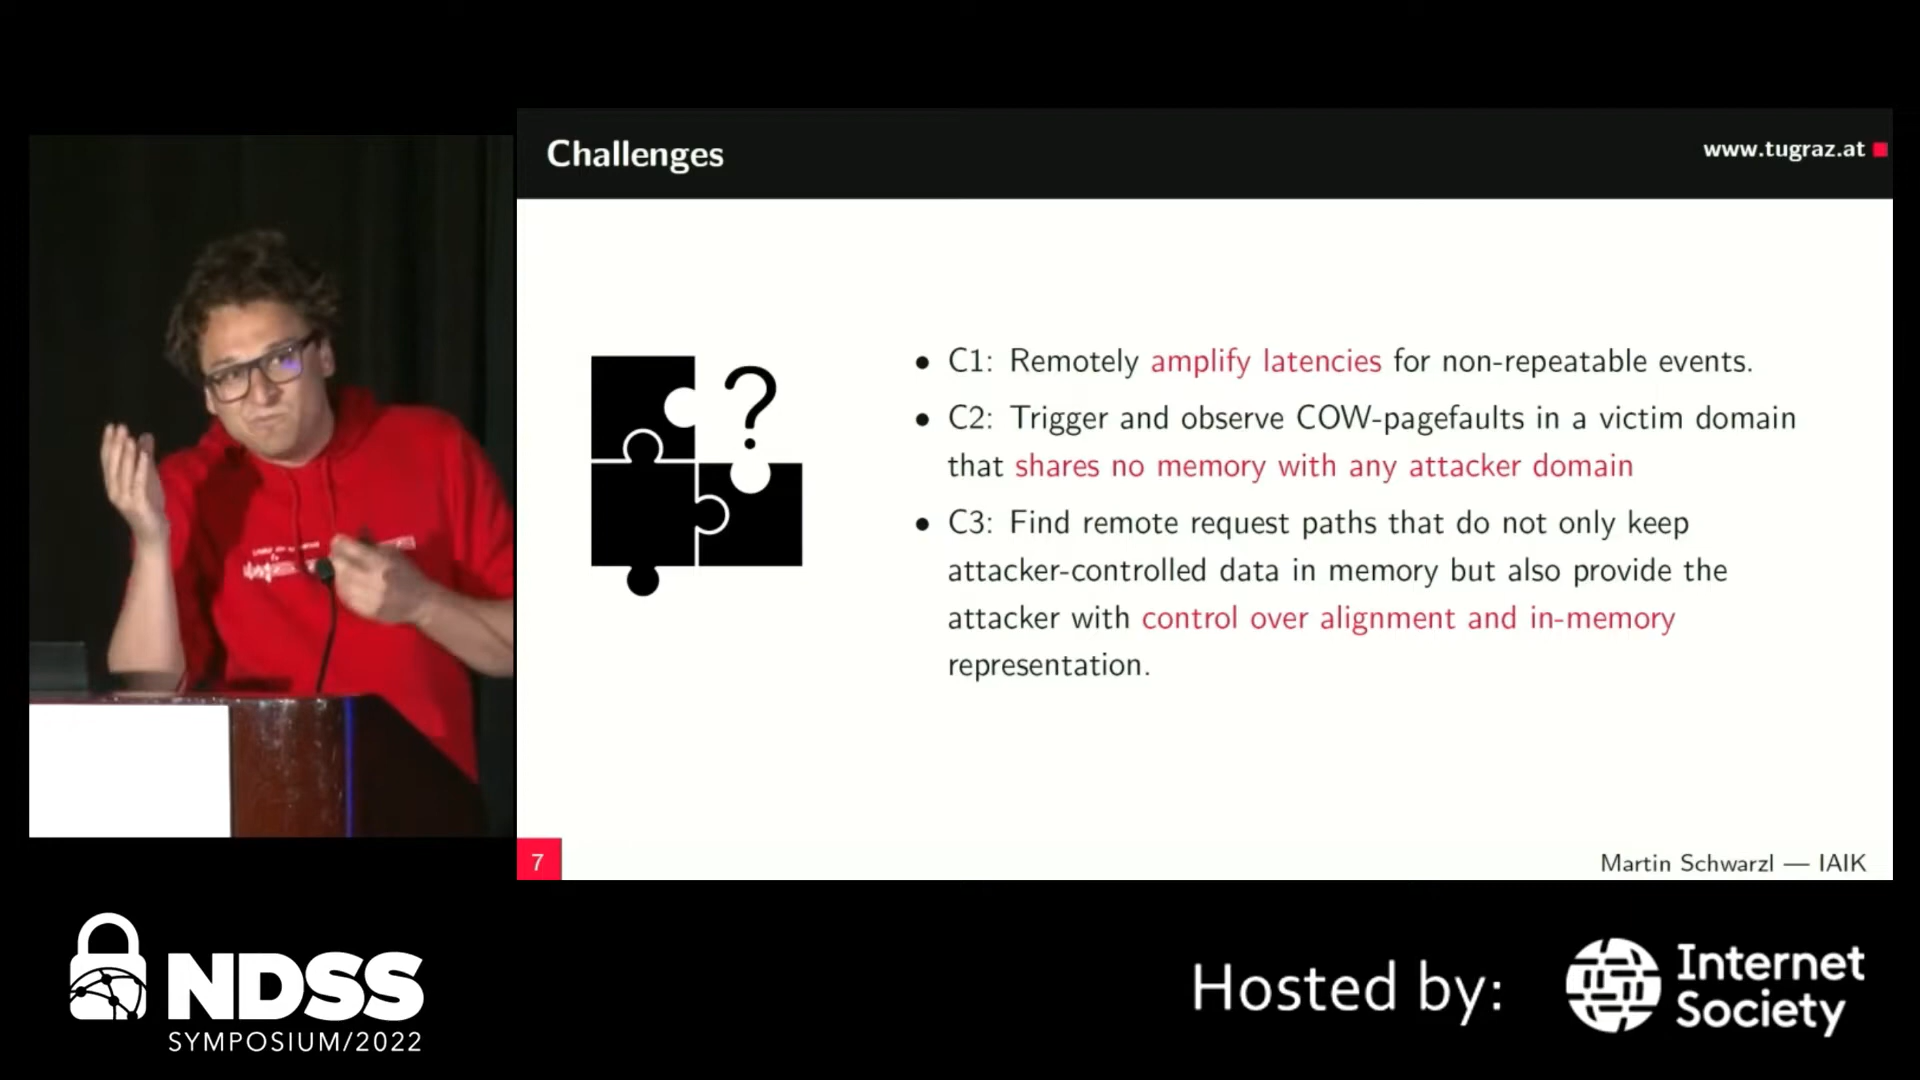 Challenges
www.tugraz.at
?
• C1: Remotely amplify latencies for non-repeatable events.
• C2: Trigger and observe COW-pagefaults in a victim domain
that shares no memory with any attacker domain
• C3: Find remote request paths that do not only keep
attacker-controlled data in memory but also provide the
attacker with control over alignment and in-memory
representation.
7
Martin Schwarzl — IAIK
NDSS
SYMPOSIUM/2022
Hosted by:
Internet
Society